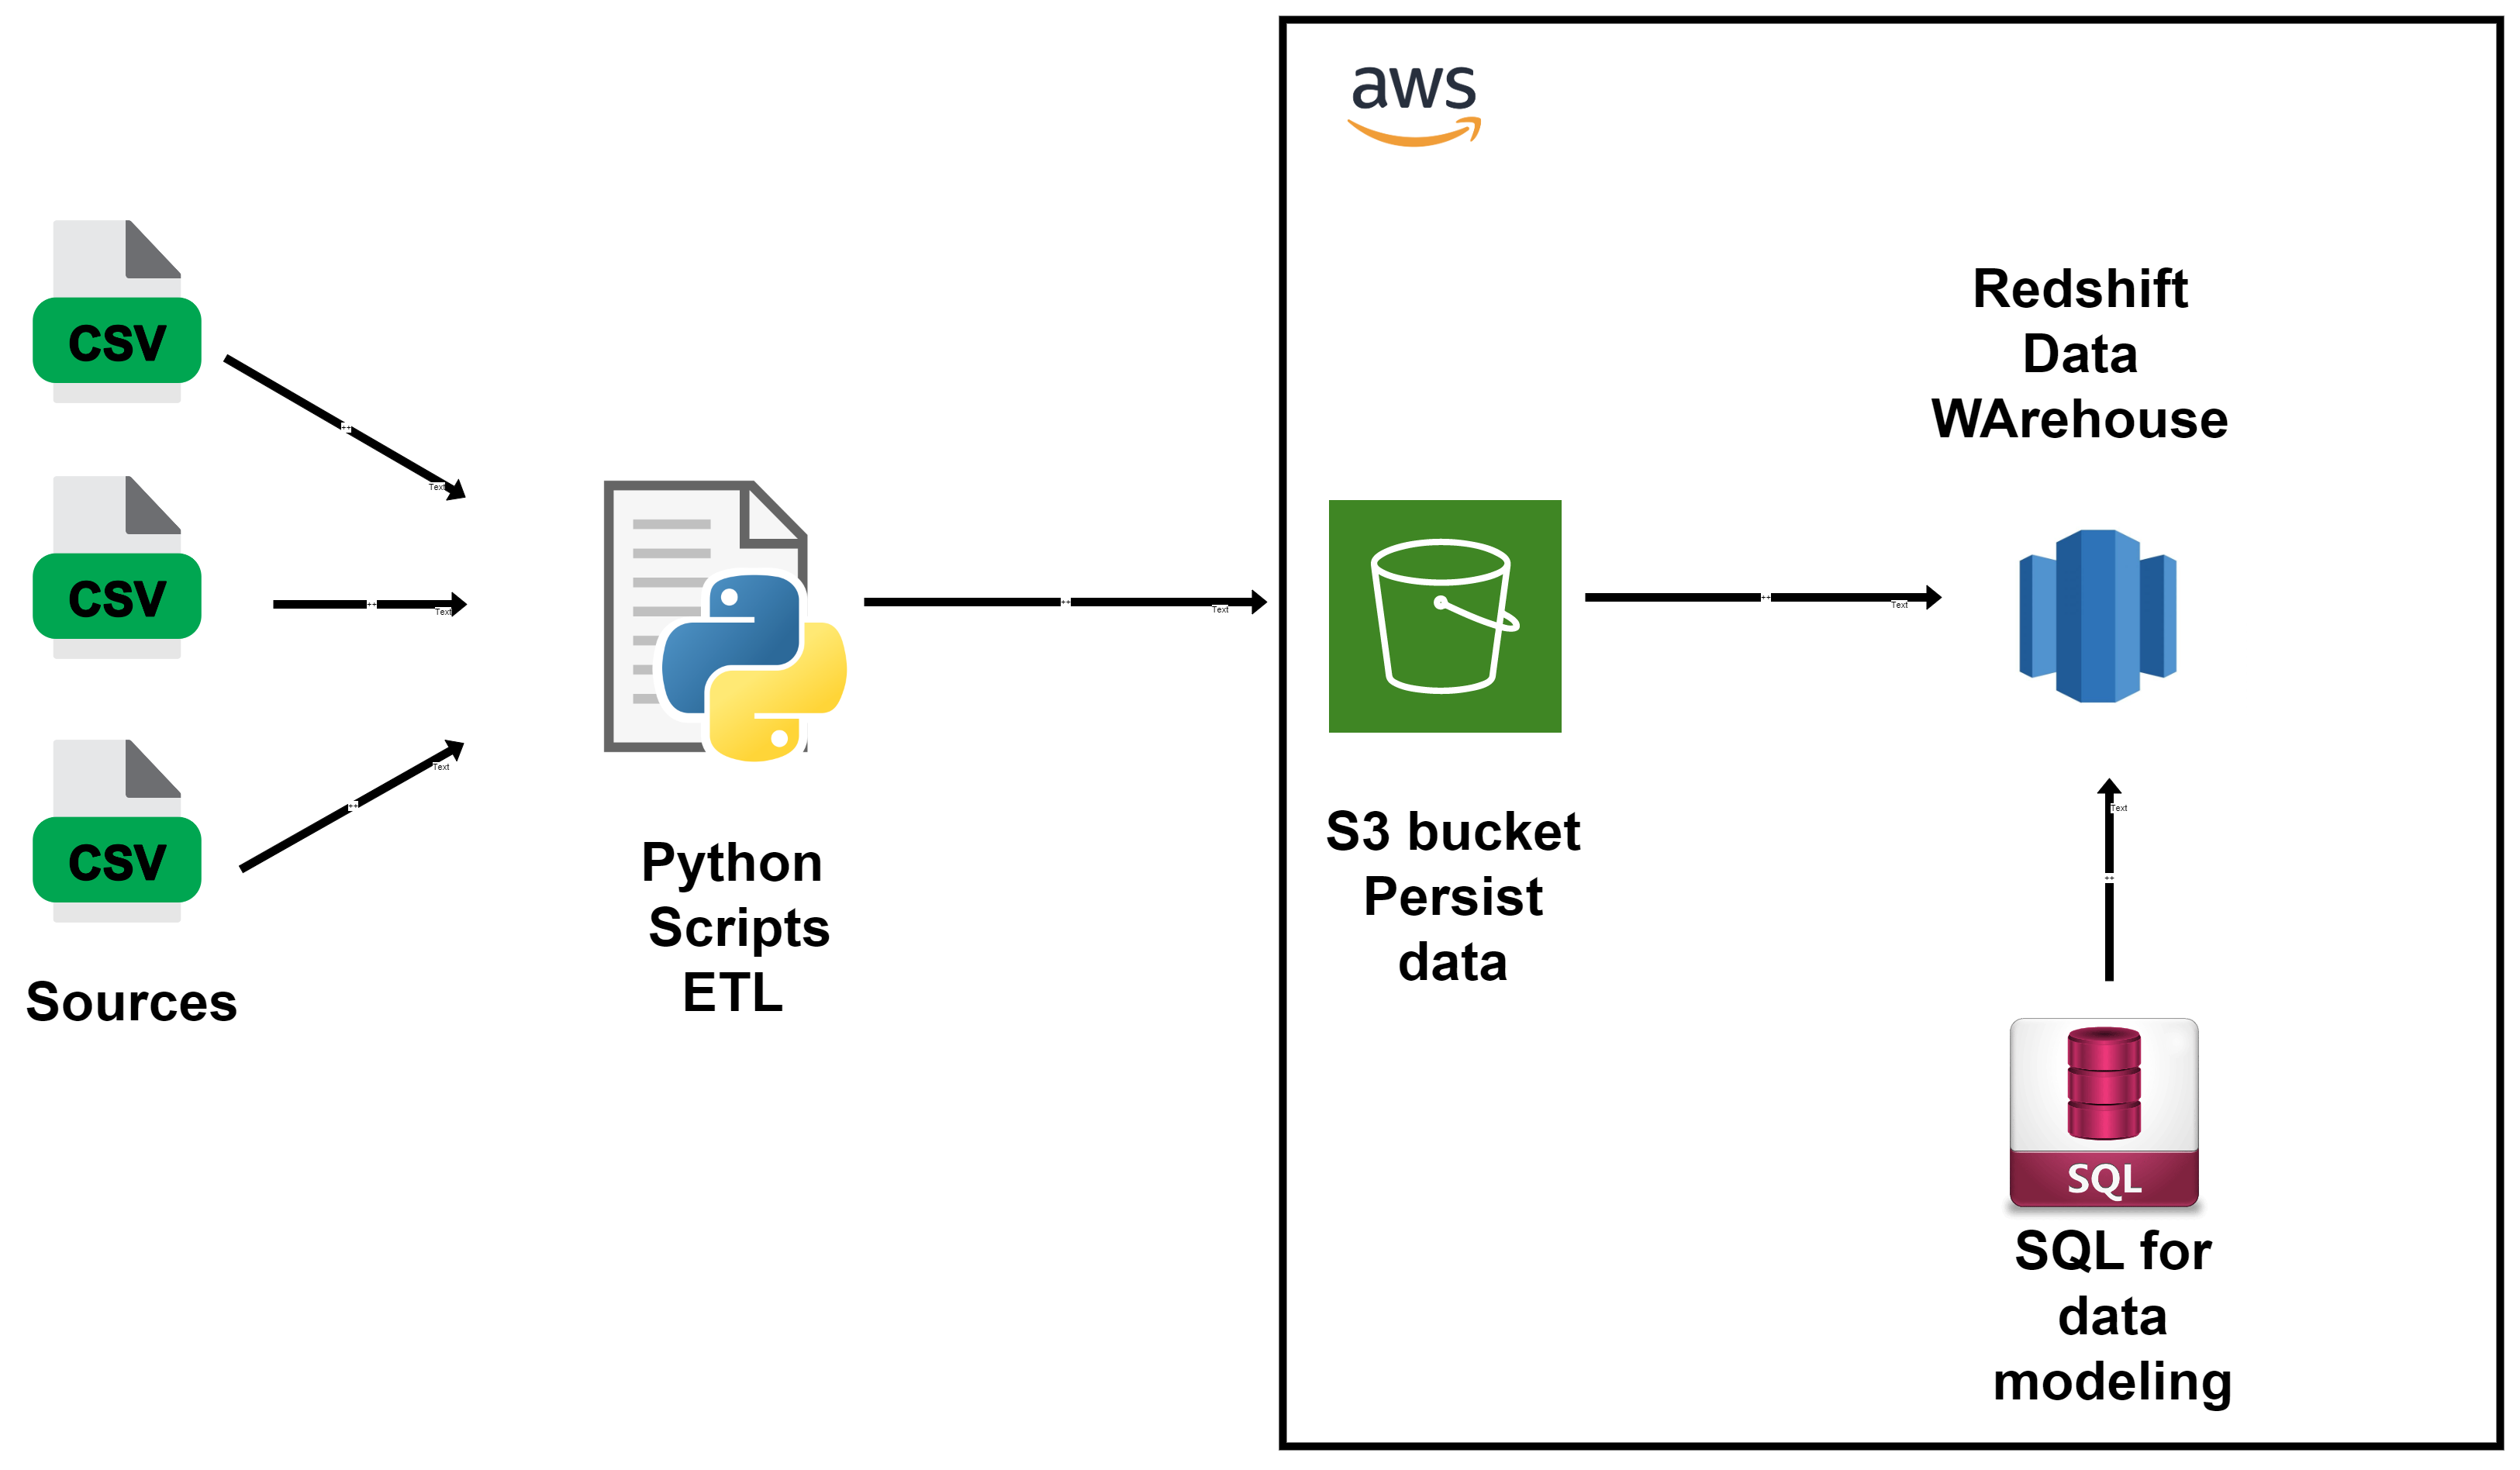 aws
Redshift
Data
WArehouse
CSV
++
Text
CSV
++
Text
++
Text
++
Text
CSV
++
Text
++
Text
Python
Scripts
ETL
S3 bucket
Persist
data
Sources
SQL
SQL for
data
modeling